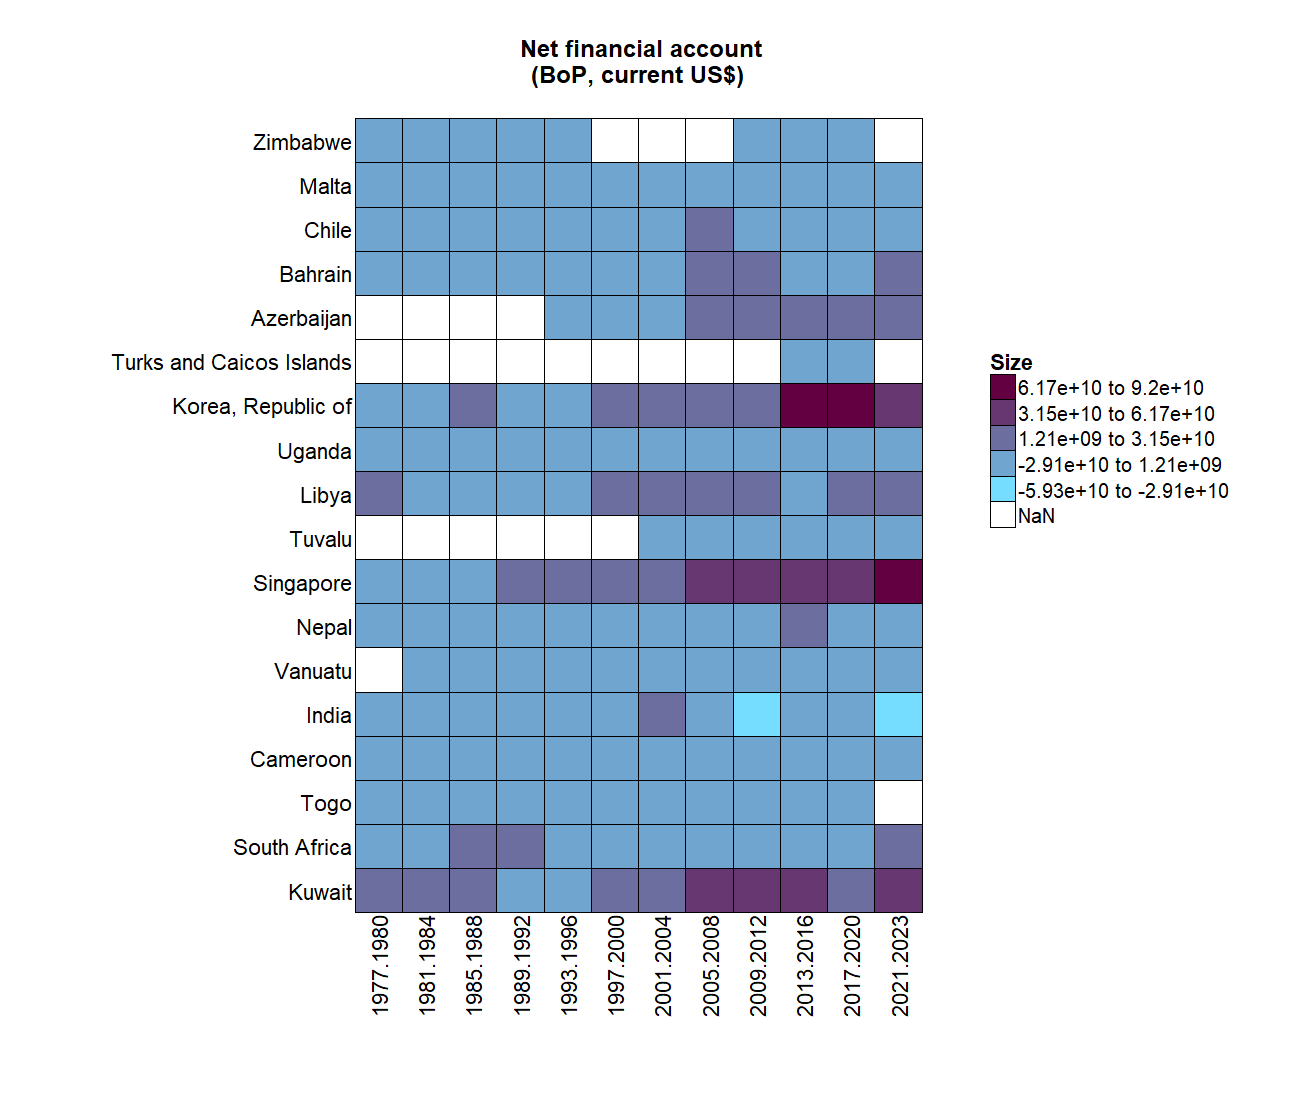 Net financial account
(BoP, current US$)
Zimbabwe
Malta
Chile
Bahrain
Azerbaijan
Turks and Caicos Islands
Korea, Republic of
Uganda
Libya
Tuvalu
Singapore
Nepal
Vanuatu
India
Cameroon
Togo
South Africa
Kuwait
1977.1980
1981.1984
1985.1988
1989.1992
1993.1996
1997.2000
2001.2004
2005.2008
2009.2012
2013.2016
2017.2020
2021.2023
Size
6.17e+10 to 9.2e+10
3.15e+10 to 6.17e+10
1.21e+09 to 3.15e+10
-2.91e+10 to 1.21e+09
-5.93e+10 to -2.91e+10
NaN